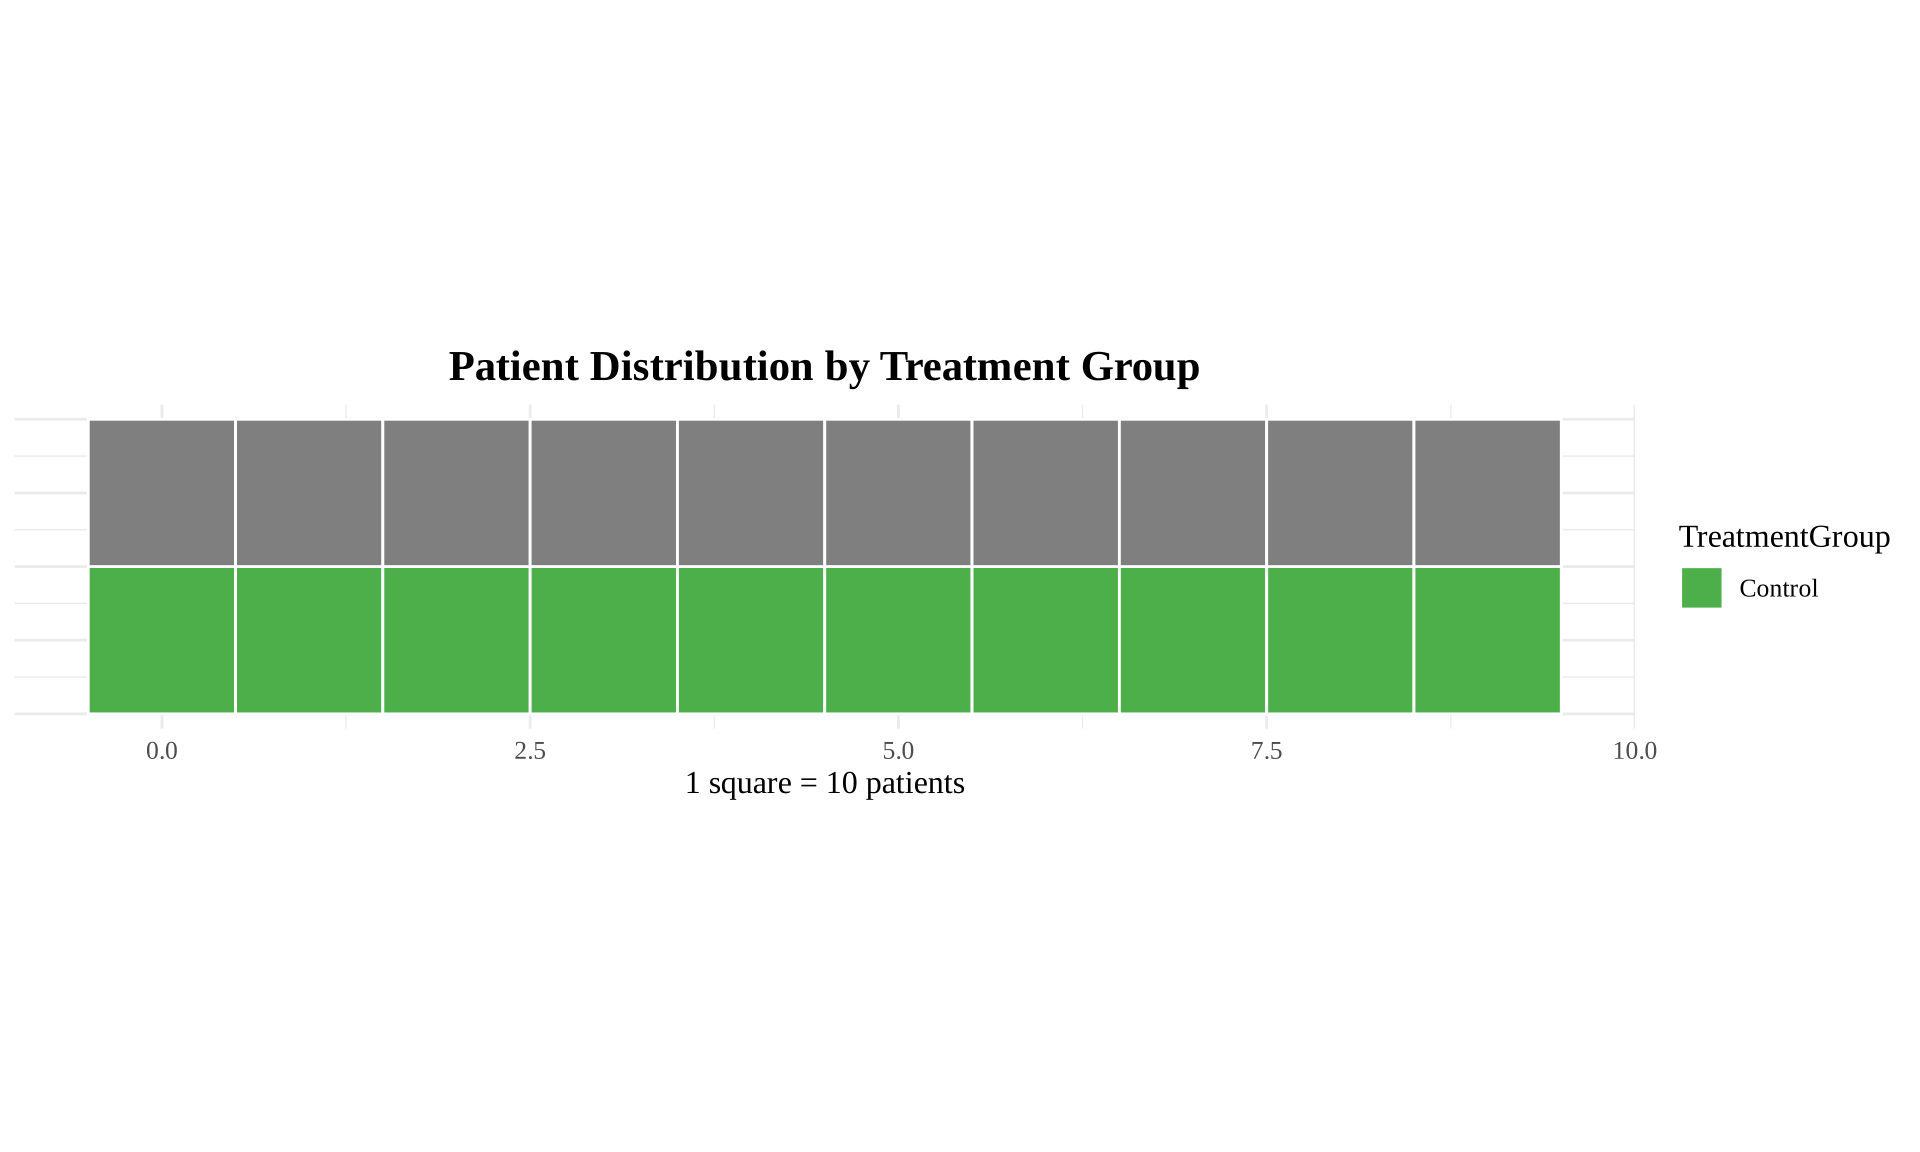 Patient Distribution by Treatment Group
TreatmentGroup
Control
0.0 2.5 5.0 7.5 10.0
1 square = 10 patients